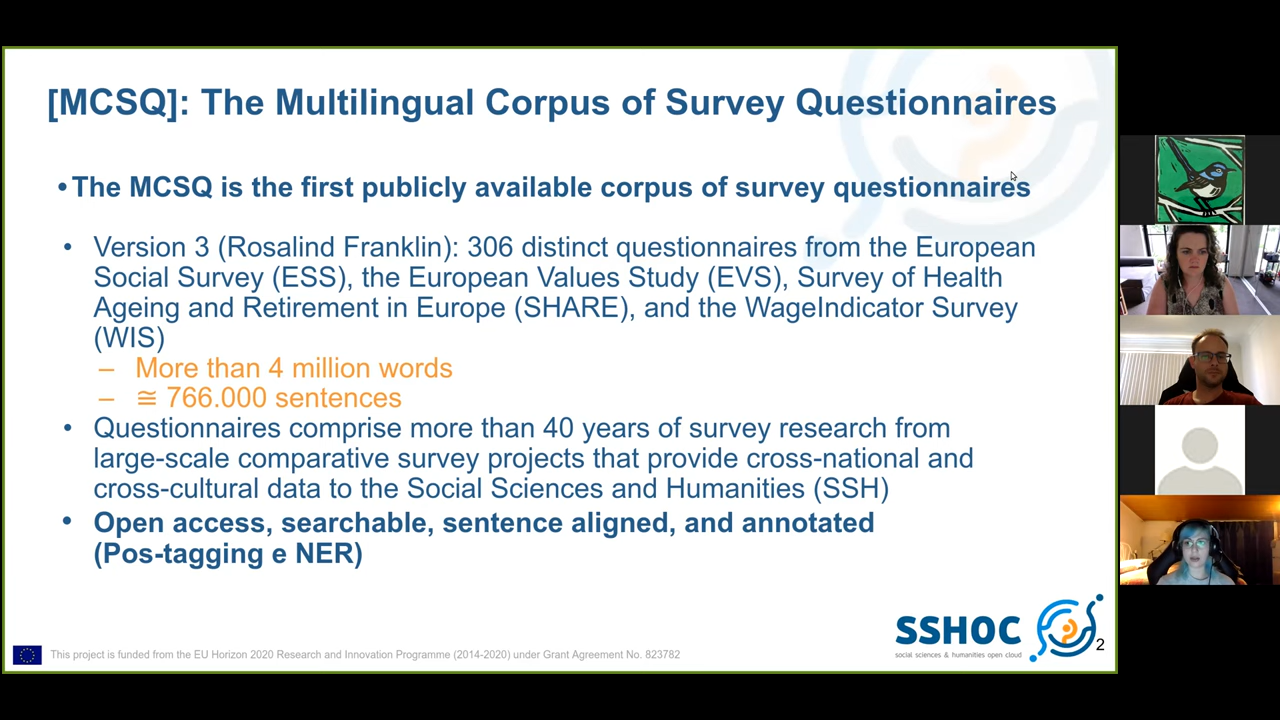 [MCSQ]: The Multilingual Corpus of Survey Questionnaires
• The MCSQ is the first publicly available corpus of survey questionnaires
• Version 3 (Rosalind Franklin): 306 distinct questionnaires from the European
Social Survey (ESS), the European Values Study (EVS), Survey of Health
Ageing and Retirement in Europe (SHARE), and the WageIndicator Survey
(WIS)
– More than 4 million words
– ≅ 766.000 sentences
• Questionnaires comprise more than 40 years of survey research from
large-scale comparative survey projects that provide cross-national and
cross-cultural data to the Social Sciences and Humanities (SSH)
• Open access, searchable, sentence aligned, and annotated
(Pos-tagging e NER)
SSHOC
social sciences & humanities open cloud
2
This project is funded from the EU Horizon 2020 Research and Innovation Programme (2014-2020) under Grant Agreement No. 823782